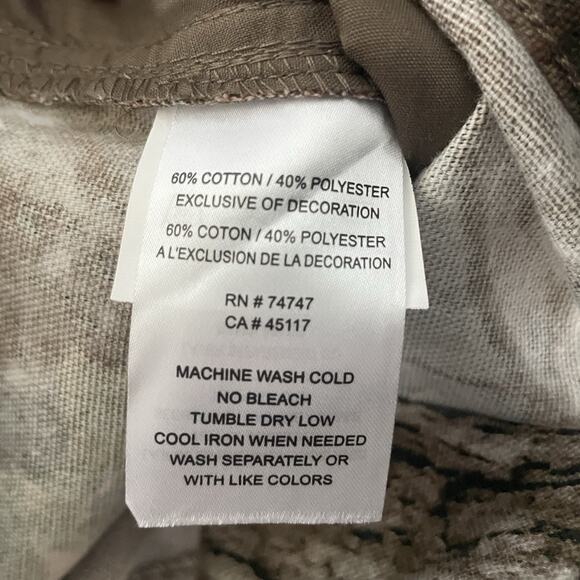 60% COTTON / 40% POLYESTER
EXCLUSIVE OF DECORATION
60% COTON / 40% POLYESTER
A L'EXCLUSION DE LA DECORATION
RN # 74747
CA # 45117
MACHINE WASH COLD
NO BLEACH
TUMBLE DRY LOW
COOL IRON WHEN NEEDED
WASH SEPARATELY OR
WITH LIKE COLORS